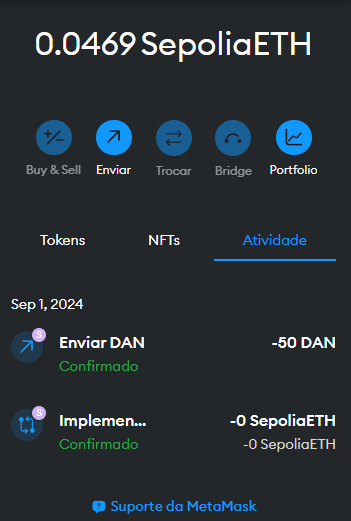 0.0469 SepoliaETH
Buy & Sell Enviar Trocar Bridge Portfolio
Tokens NFTs Atividade
Sep 1, 2024
S
Enviar DAN -50 DAN
Confirmado
S
Implemen... -0 SepoliaETH
Confirmado -0 SepoliaETH
Suporte da MetaMask